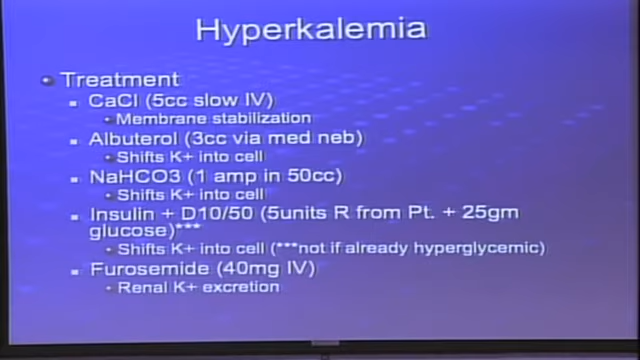 Hyperkalemia
Treatment
CaCl (5cc slow IV)
Membrane stabilization
Albuterol (3cc via med neb)
Shifts K+ into cell
NaHCO3 (1 amp in 50cc)
Shifts K+ into cell
Insulin + D10/50 (5units R from Pt. + 25gm
glucose)***
Shifts K+ into cell (***not if already hyperglycemic)
Furosemide (40mg IV)
Renal K+ excretion